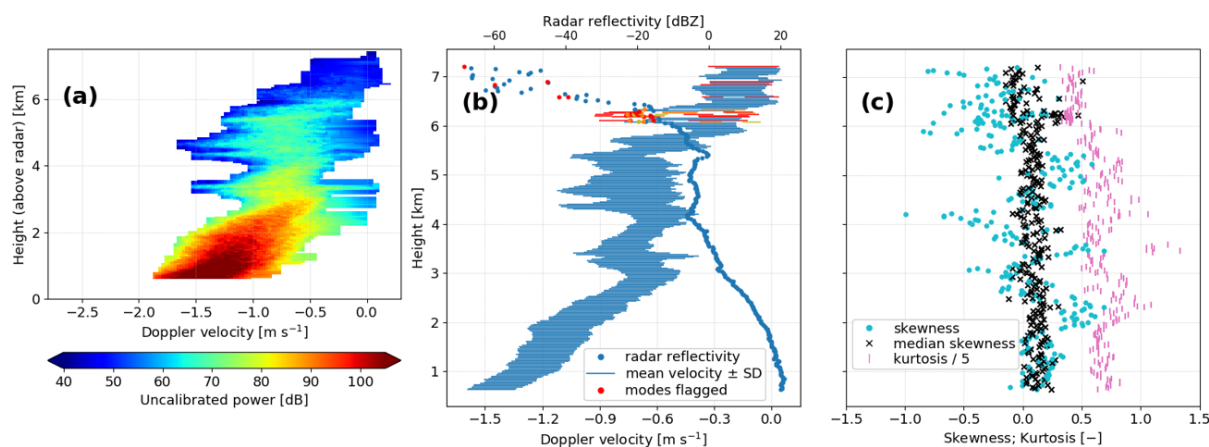 Radar reflectivity [dBZ]
−60 −40 −20 0 20
(a)
(b)
(c)
Height (above radar) [km]
6
4
2
0
−2.5 −2.0 −1.5 −1.0 −0.5 0.0
Doppler velocity [m s⁻¹]
40 50 60 70 80 90 100
Uncalibrated power [dB]
Height [km]
7
6
5
4
3
2
1
radar reflectivity
mean velocity ± SD
modes flagged
−1.5 −1.2 −0.9 −0.6 −0.3 0.0
Doppler velocity [m s⁻¹]
skewness
median skewness
kurtosis / 5
−1.5 −1.0 −0.5 0.0 0.5 1.0 1.5
Skewness; Kurtosis [−]